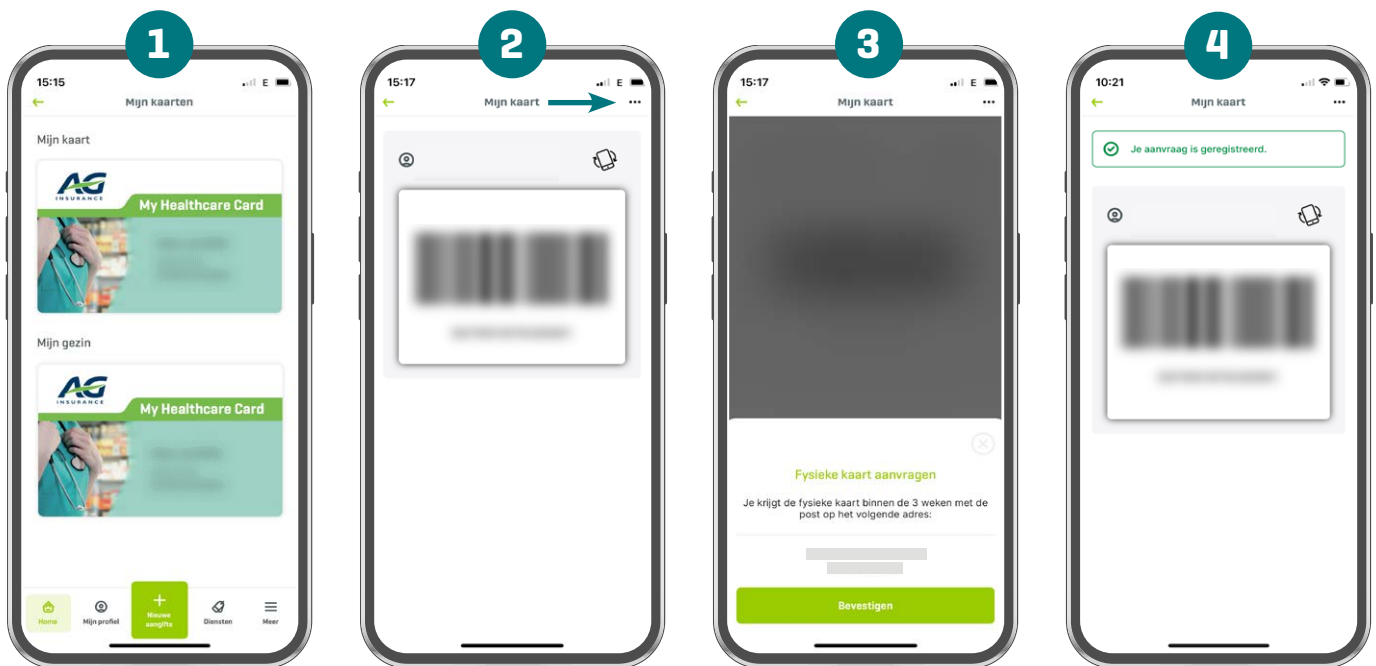 1
15:15
E
Mijn kaarten
Mijn kaart
AG
INSURANCE
My Healthcare Card
Mijn gezin
AG
INSURANCE
My Healthcare Card
Home
Mijn profiel
Nieuwe
aangifte
Diensten
Meer
2
15:17
E
Mijn kaart
3
15:17
E
Mijn kaart
Fysieke kaart aanvragen
Je krijgt de fysieke kaart binnen de 3 weken met de
post op het volgende adres:
Bevestigen
4
10:21
Mijn kaart
Je aanvraag is geregistreerd.